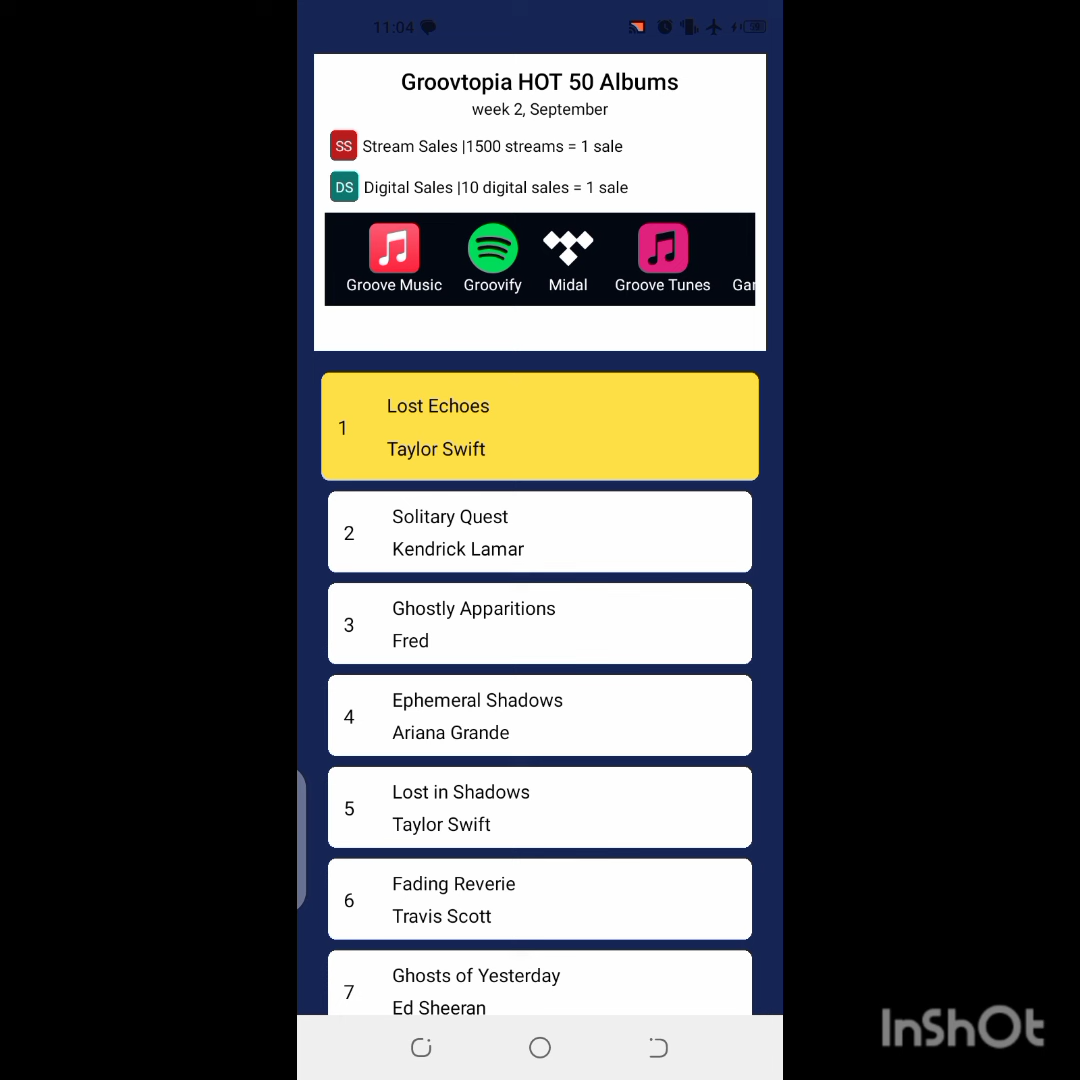 11:04
Groovtopia HOT 50 Albums
week 2, September
SS Stream Sales |1500 streams = 1 sale
DS Digital Sales |10 digital sales = 1 sale
Groove Music Groovify Midal Groove Tunes Gar
1
Lost Echoes
Taylor Swift
2
Solitary Quest
Kendrick Lamar
3
Ghostly Apparitions
Fred
4
Ephemeral Shadows
Ariana Grande
5
Lost in Shadows
Taylor Swift
6
Fading Reverie
Travis Scott
7
Ghosts of Yesterday
Ed Sheeran
InShOt